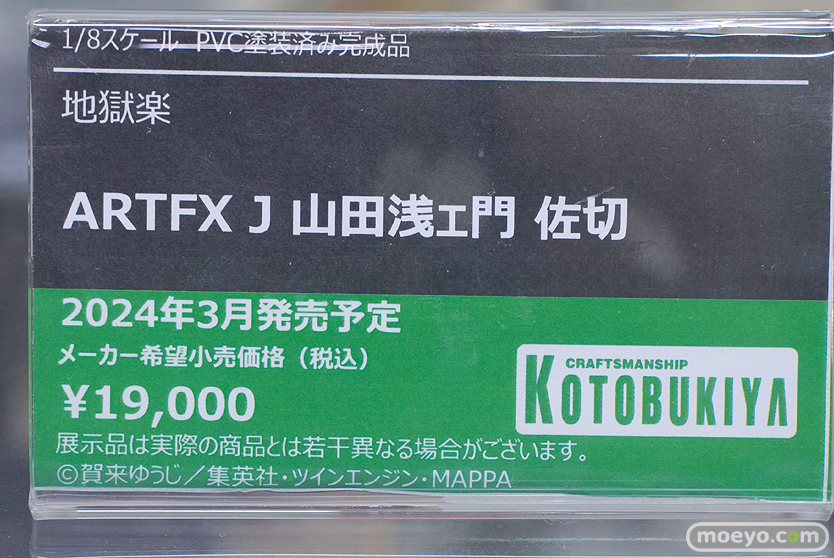 1/8スケール PVC塗装済み完成品
地獄楽
ARTFX J 山田浅ェ門 佐切
2024年3月発売予定
メーカー希望小売価格（税込）
¥19,000
CRAFTSMANSHIP
KOTOBUKIYA
展示品は実際の商品とは若干異なる場合がございます。
©賀来ゆうじ／集英社・ツインエンジン・MAPPA
moeyo.com